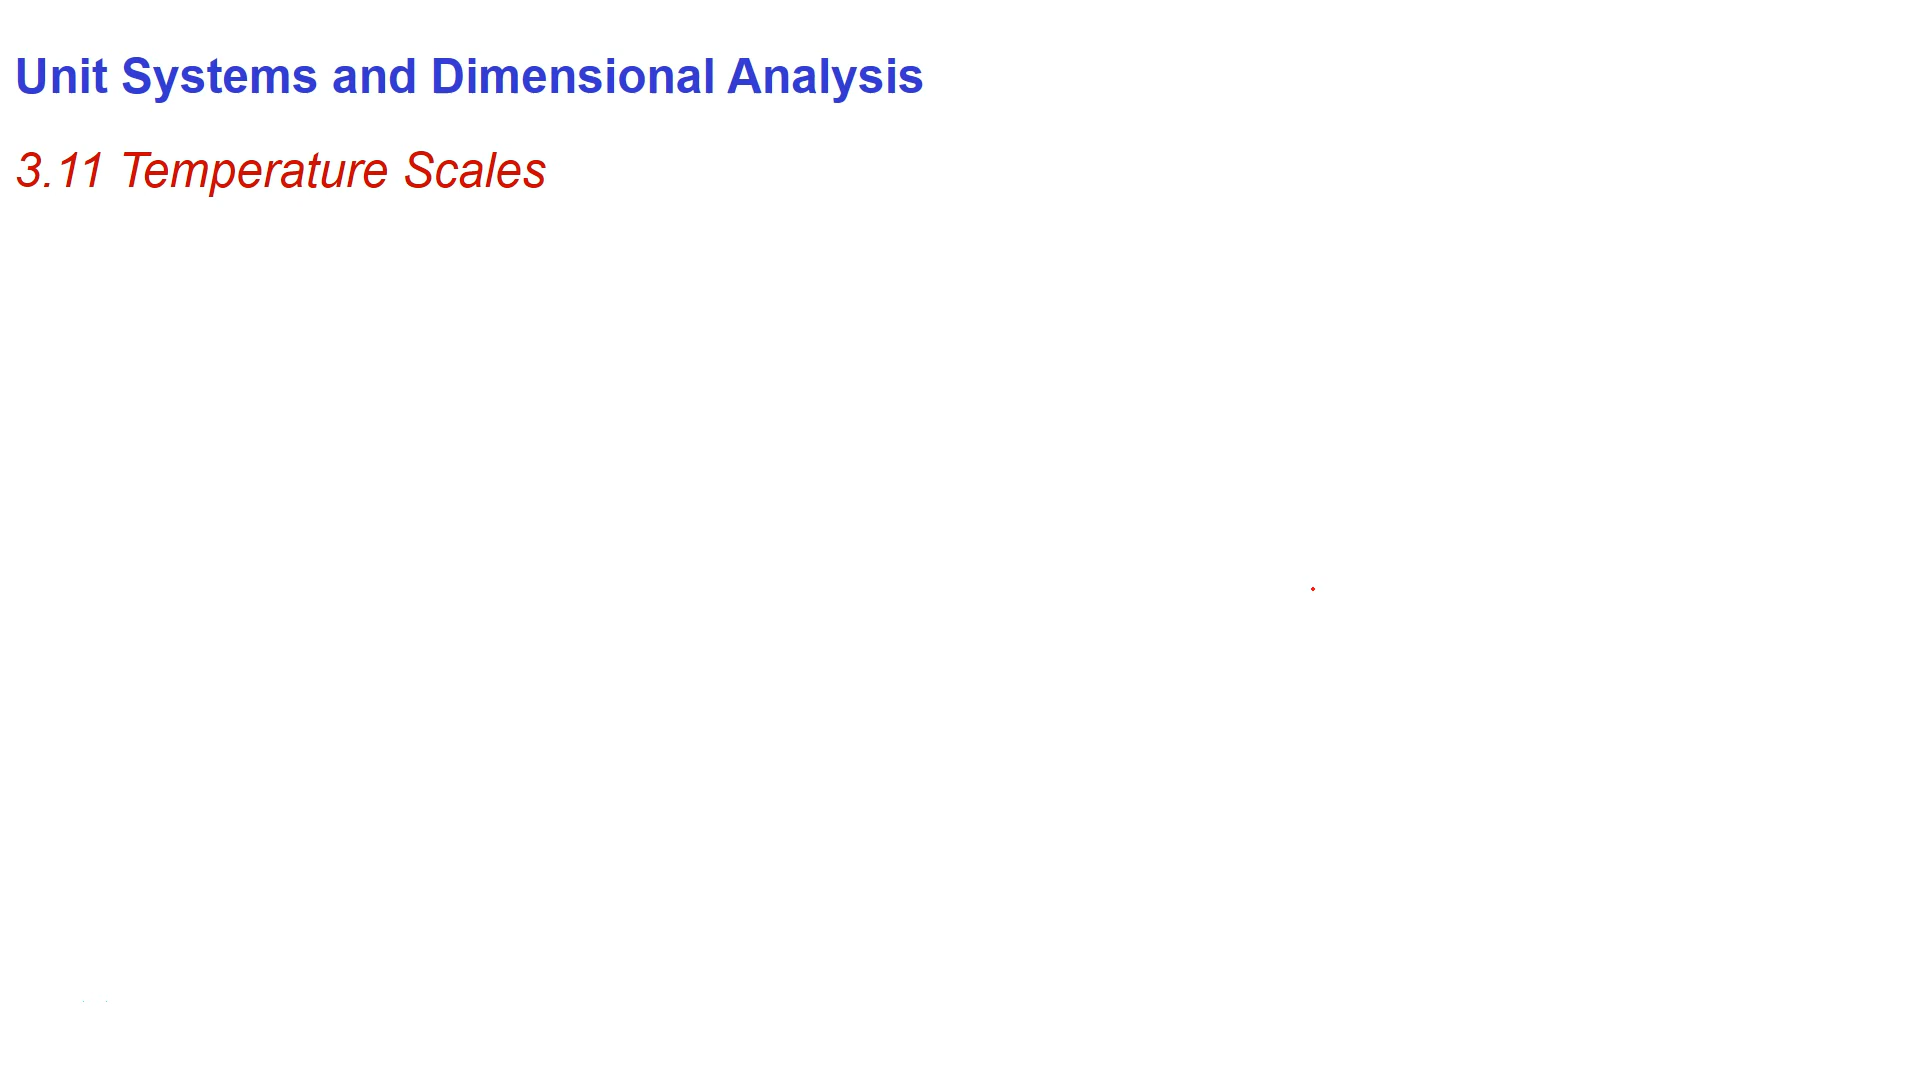 Unit Systems and Dimensional Analysis
3.11 Temperature Scales